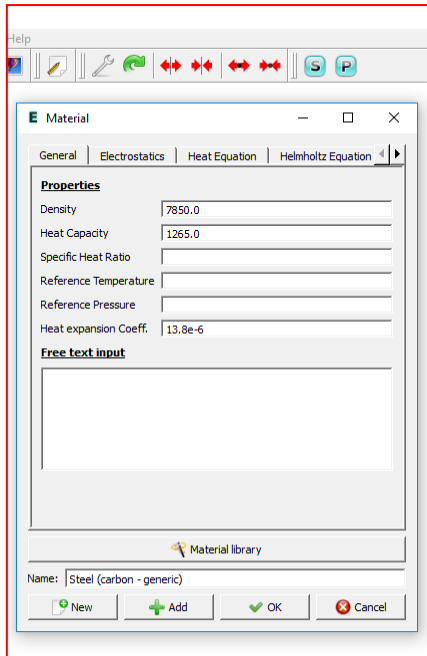 Help
S P
E Material
General Electrostatics Heat Equation Helmholtz Equation
Properties
Density 7850.0
Heat Capacity 1265.0
Specific Heat Ratio
Reference Temperature
Reference Pressure
Heat expansion Coeff. 13.8e-6
Free text input
Material library
Name: Steel (carbon - generic)
New Add OK Cancel